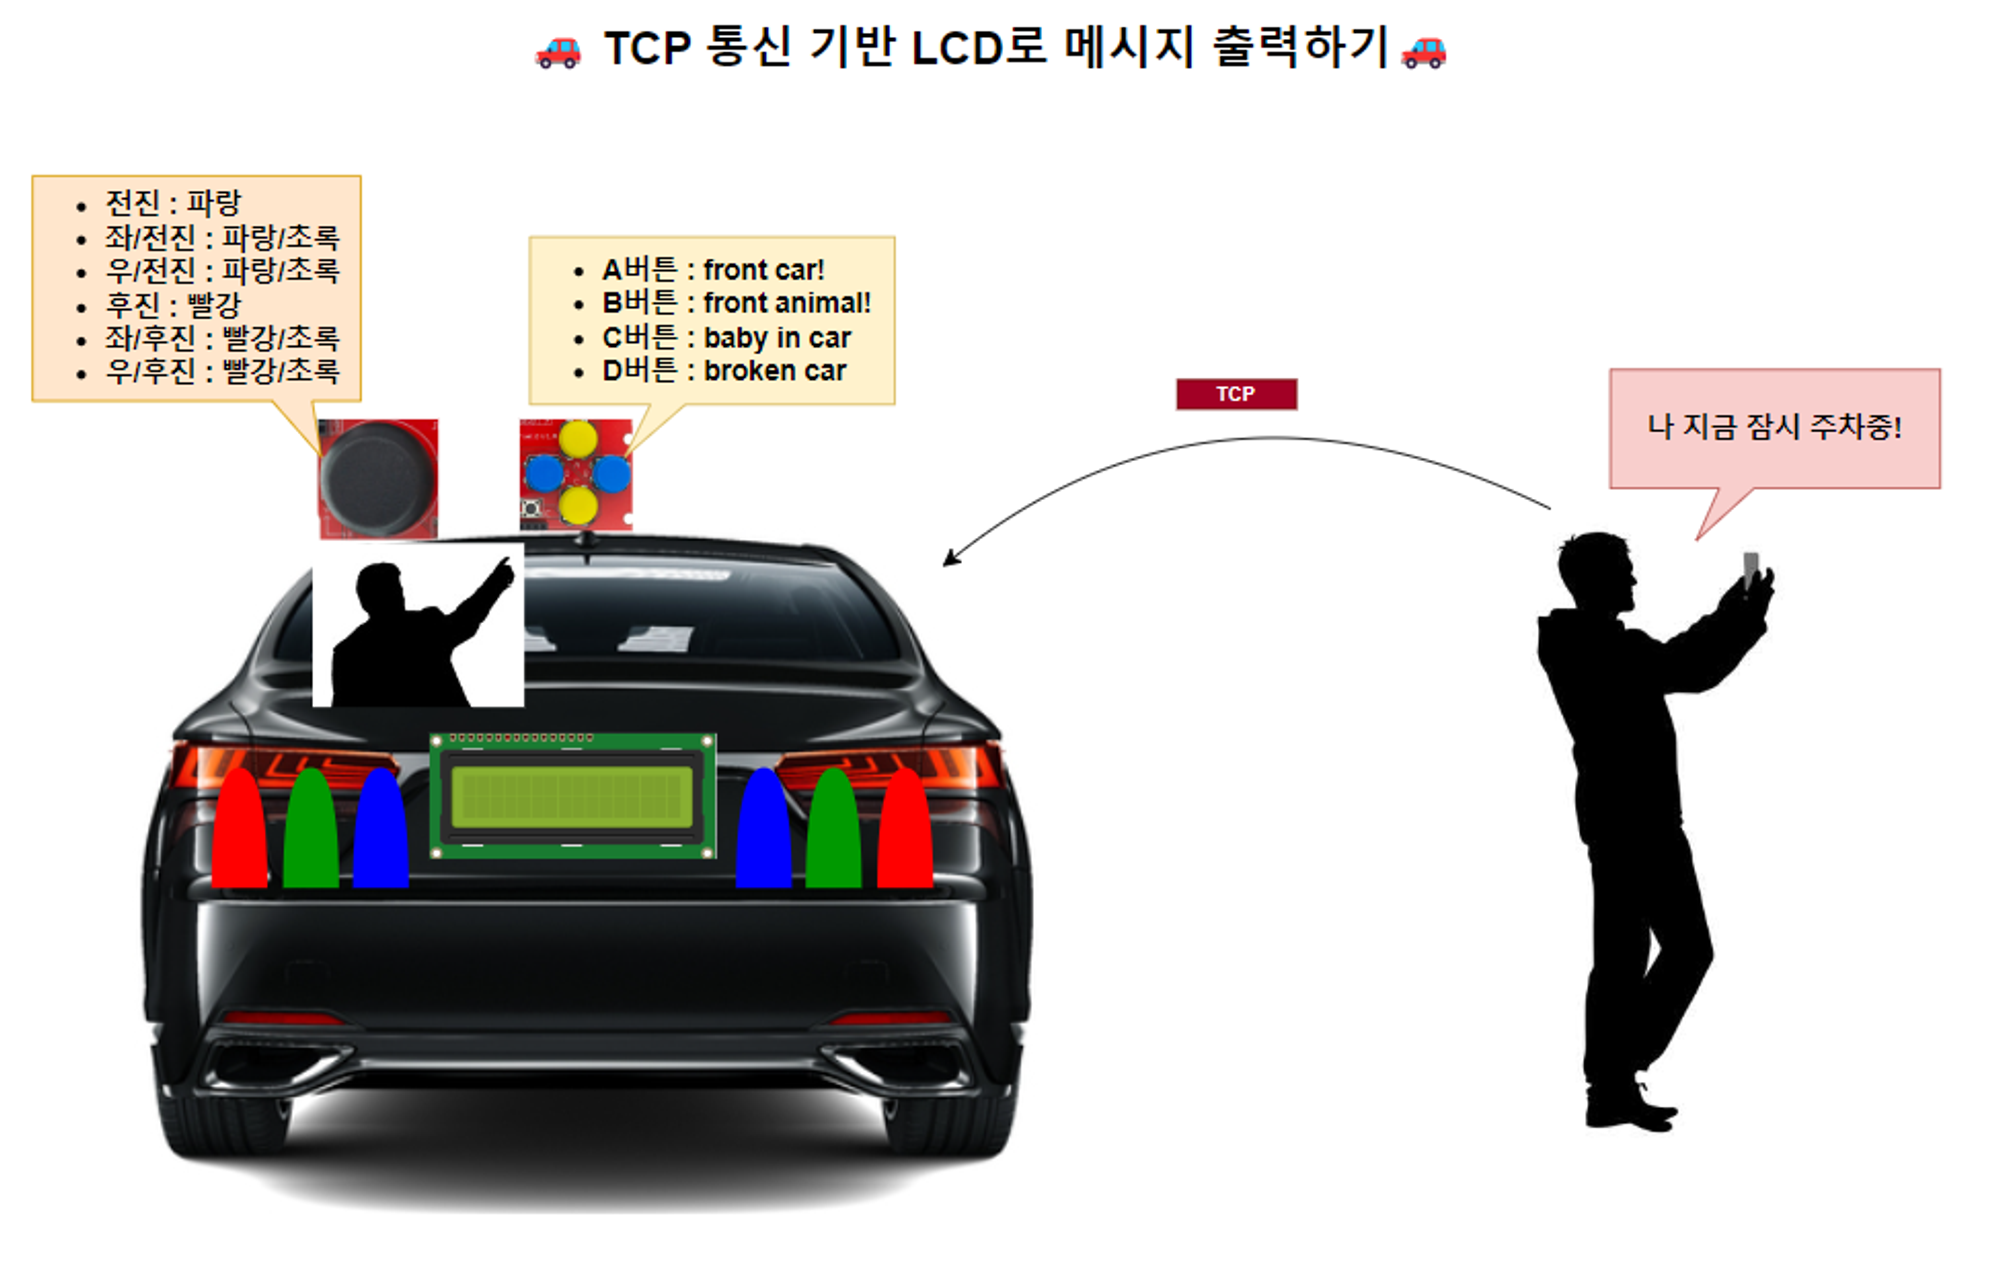 TCP 통신 기반 LCD로 메시지 출력하기
전진 : 파랑
좌/전진 : 파랑/초록
우/전진 : 파랑/초록
후진 : 빨강
좌/후진 : 빨강/초록
우/후진 : 빨강/초록
A버튼 : front car!
B버튼 : front animal!
C버튼 : baby in car
D버튼 : broken car
TCP
나 지금 잠시 주차중!